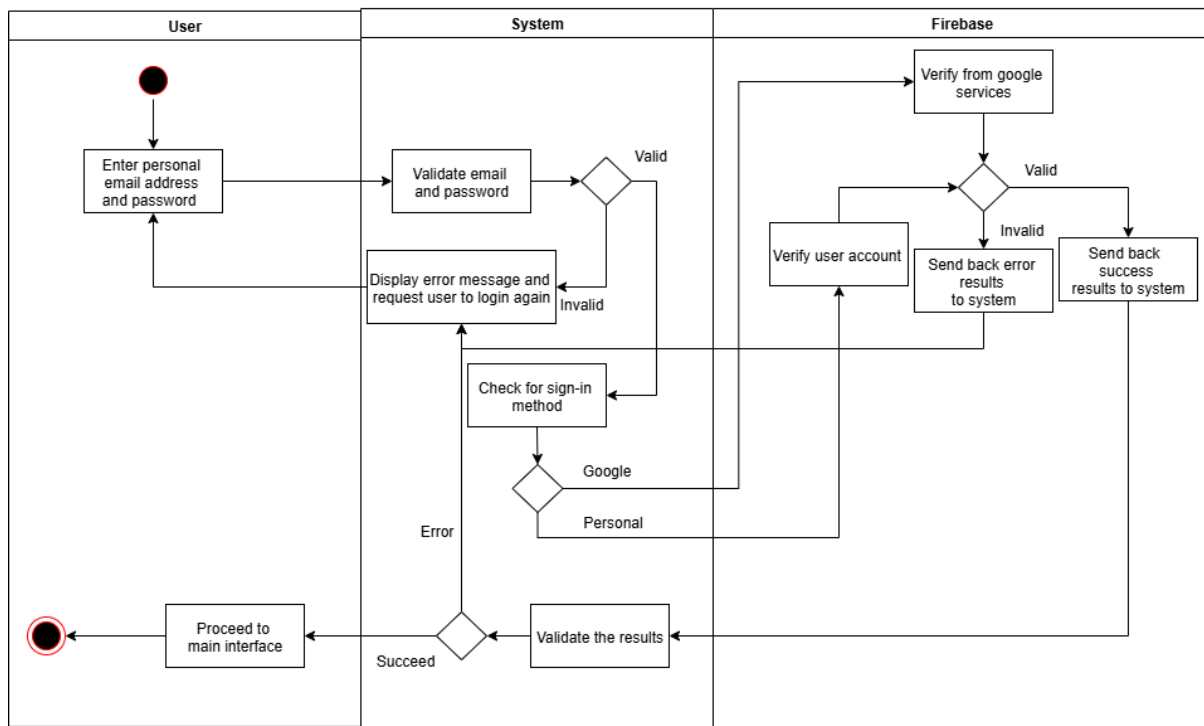 User
System
Firebase
Verify from google
services
Enter personal
email address
and password
Validate email
and password
Valid
Valid
Invalid
Verify user account
Send back error
results
to system
Send back
success
results to system
Display error message and
request user to login again
Invalid
Check for sign-in
method
Google
Personal
Error
Proceed to
main interface
Succeed
Validate the results